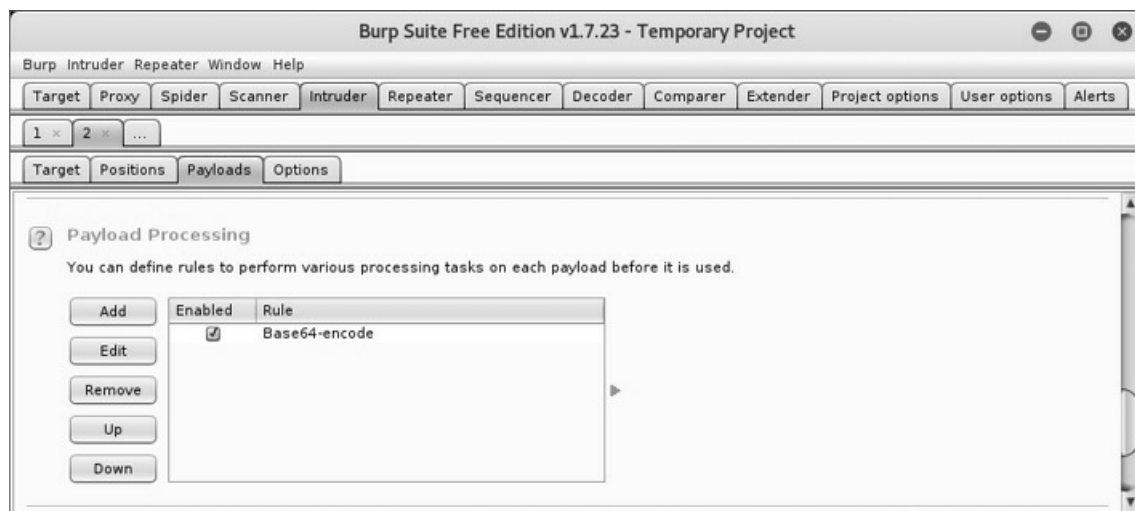 Burp Suite Free Edition v1.7.23 - Temporary Project
Burp Intruder Repeater Window Help
Target Proxy Spider Scanner Intruder Repeater Sequencer Decoder Comparer Extender Project options User options Alerts
1 × 2 × ...
Target Positions Payloads Options
? Payload Processing
You can define rules to perform various processing tasks on each payload before it is used.
Add Enabled Rule
Base64-encode
Edit
Remove
Up
Down